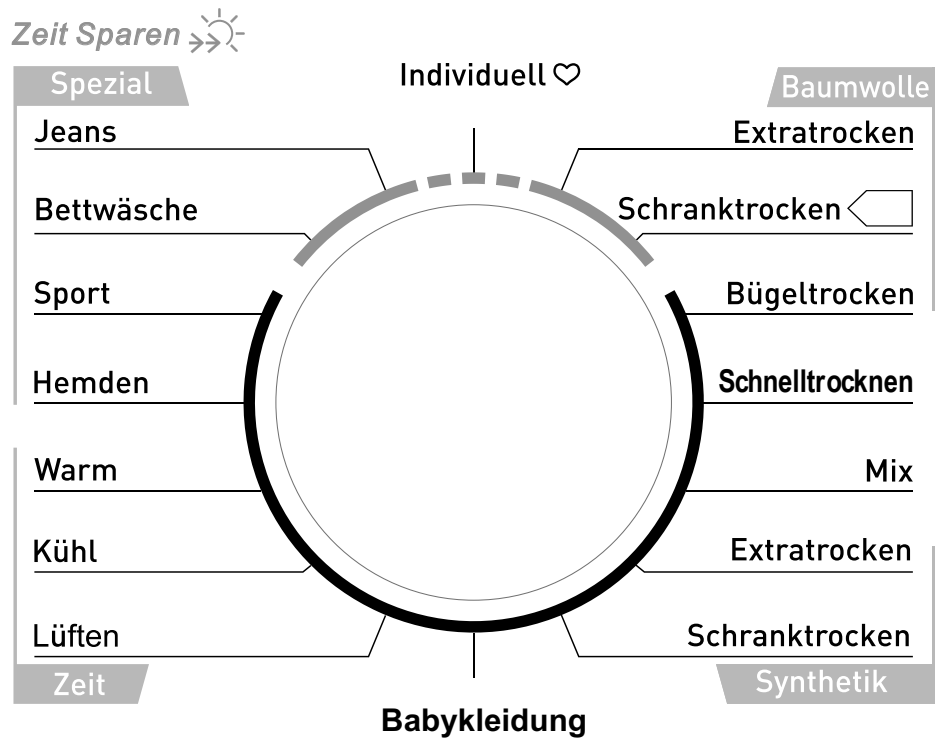 Zeit Sparen
Individuell
Spezial
Jeans
Bettwäsche
Sport
Hemden
Warm
Kühl
Lüften
Zeit
Baumwolle
Extratrocken
Schranktrocken
Bügeltrocken
Schnelltrocknen
Mix
Extratrocken
Schranktrocken
Synthetik
Babykleidung